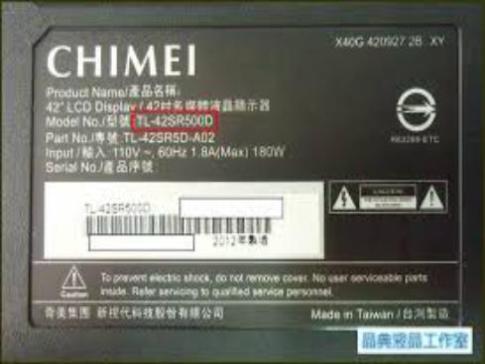 X40G 420927 2B XY
CHIMEI
Product Name/產品名稱:
42" LCD Display / 42吋多媒體液晶顯示器
Model No./型號:TL-42SR500D
Part No./專號:TL-42SR5D-A02
Input / 輸入: 110V ~, 60Hz 1.8A(Max) 180W
Serial No./產品序號:
TL-42SR500D
2012年製造
To prevent electric shock, do not remove cover. No user serviceable parts
inside. Refer servicing to qualified service personnel.
Caution
奇美集團 新視代科技股份有限公司
Made in Taiwan / 台灣製造
晶典液晶工作室